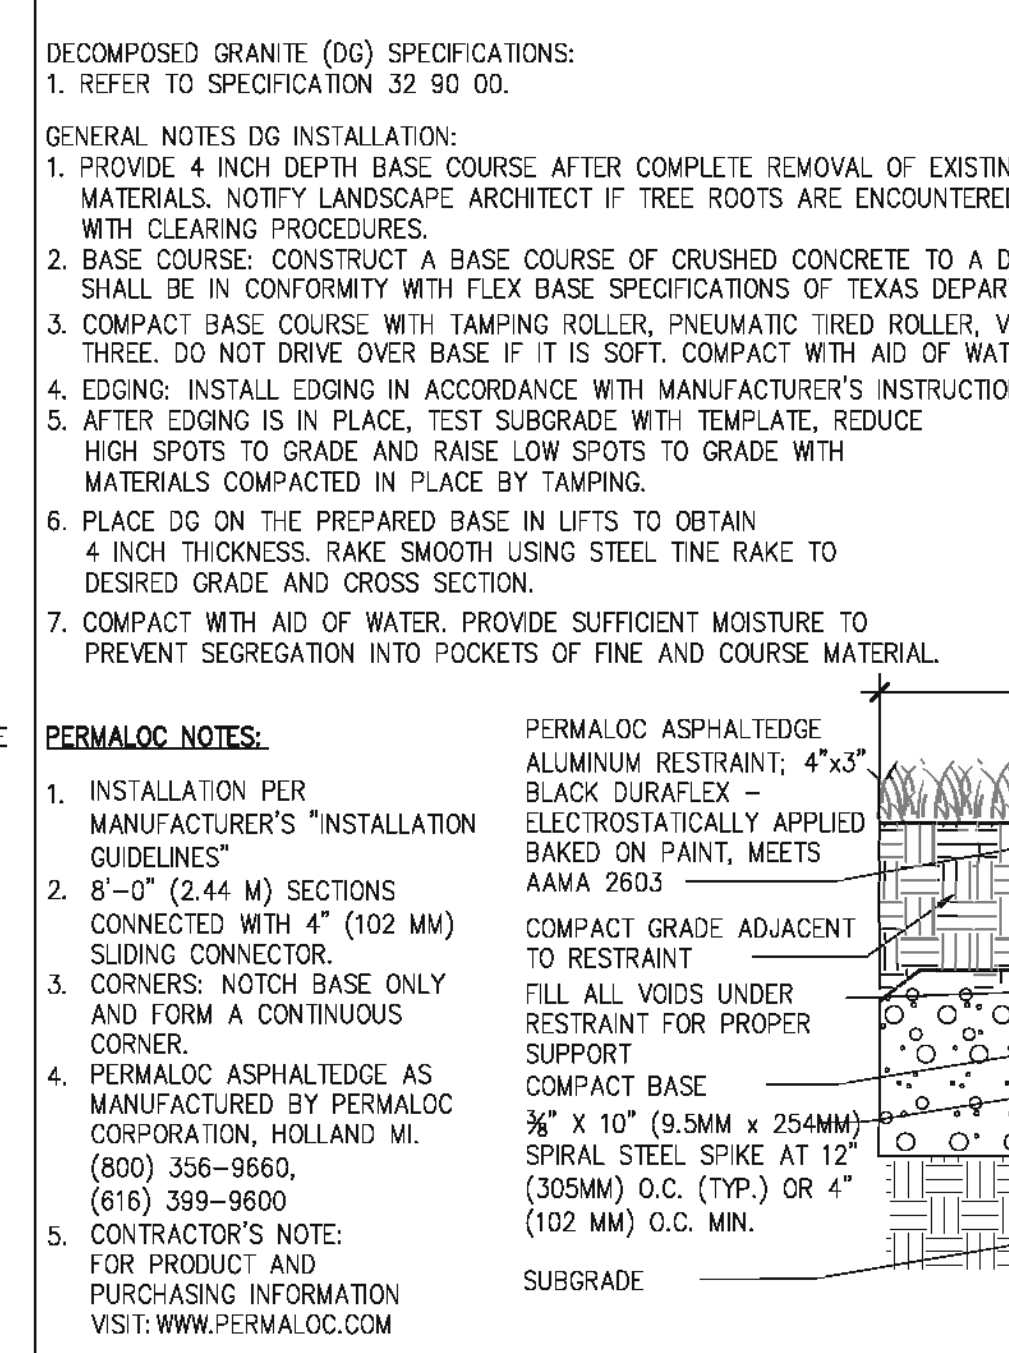 DECOMPOSED GRANITE (DG) SPECIFICATIONS:
1. REFER TO SPECIFICATION 32 90 00.
GENERAL NOTES DG INSTALLATION:
1. PROVIDE 4 INCH DEPTH BASE COURSE AFTER COMPLETE REMOVAL OF EXISTIN
MATERIALS. NOTIFY LANDSCAPE ARCHITECT IF TREE ROOTS ARE ENCOUNTERED
WITH CLEARING PROCEDURES.
2. BASE COURSE: CONSTRUCT A BASE COURSE OF CRUSHED CONCRETE TO A D
SHALL BE IN CONFORMITY WITH FLEX BASE SPECIFICATIONS OF TEXAS DEPAR
3. COMPACT BASE COURSE WITH TAMPING ROLLER, PNEUMATIC TIRED ROLLER, V
THREE. DO NOT DRIVE OVER BASE IF IT IS SOFT. COMPACT WITH AID OF WAT
4. EDGING: INSTALL EDGING IN ACCORDANCE WITH MANUFACTURER'S INSTRUCTION
5. AFTER EDGING IS IN PLACE, TEST SUBGRADE WITH TEMPLATE, REDUCE
HIGH SPOTS TO GRADE AND RAISE LOW SPOTS TO GRADE WITH
MATERIALS COMPACTED IN PLACE BY TAMPING.
6. PLACE DG ON THE PREPARED BASE IN LIFTS TO OBTAIN
4 INCH THICKNESS. RAKE SMOOTH USING STEEL TINE RAKE TO
DESIRED GRADE AND CROSS SECTION.
7. COMPACT WITH AID OF WATER. PROVIDE SUFFICIENT MOISTURE TO
PREVENT SEGREGATION INTO POCKETS OF FINE AND COURSE MATERIAL.
E
PERMALOC NOTES:
1. INSTALLATION PER
MANUFACTURER'S "INSTALLATION
GUIDELINES"
2. 8'-0" (2.44 M) SECTIONS
CONNECTED WITH 4" (102 MM)
SLIDING CONNECTOR.
3. CORNERS: NOTCH BASE ONLY
AND FORM A CONTINUOUS
CORNER.
4. PERMALOC ASPHALTEDGE AS
MANUFACTURED BY PERMALOC
CORPORATION, HOLLAND MI.
(800) 356-9660,
(616) 399-9600
5. CONTRACTOR'S NOTE:
FOR PRODUCT AND
PURCHASING INFORMATION
VISIT: WWW.PERMALOC.COM
PERMALOC ASPHALTEDGE
ALUMINUM RESTRAINT; 4"x3"
BLACK DURAFLEX -
ELECTROSTATICALLY APPLIED
BAKED ON PAINT, MEETS
AAMA 2603
COMPACT GRADE ADJACENT
TO RESTRAINT
FILL ALL VOIDS UNDER
RESTRAINT FOR PROPER
SUPPORT
COMPACT BASE
⅜" X 10" (9.5MM x 254MM)
SPIRAL STEEL SPIKE AT 12"
(305MM) O.C. (TYP.) OR 4"
(102 MM) O.C. MIN.
SUBGRADE